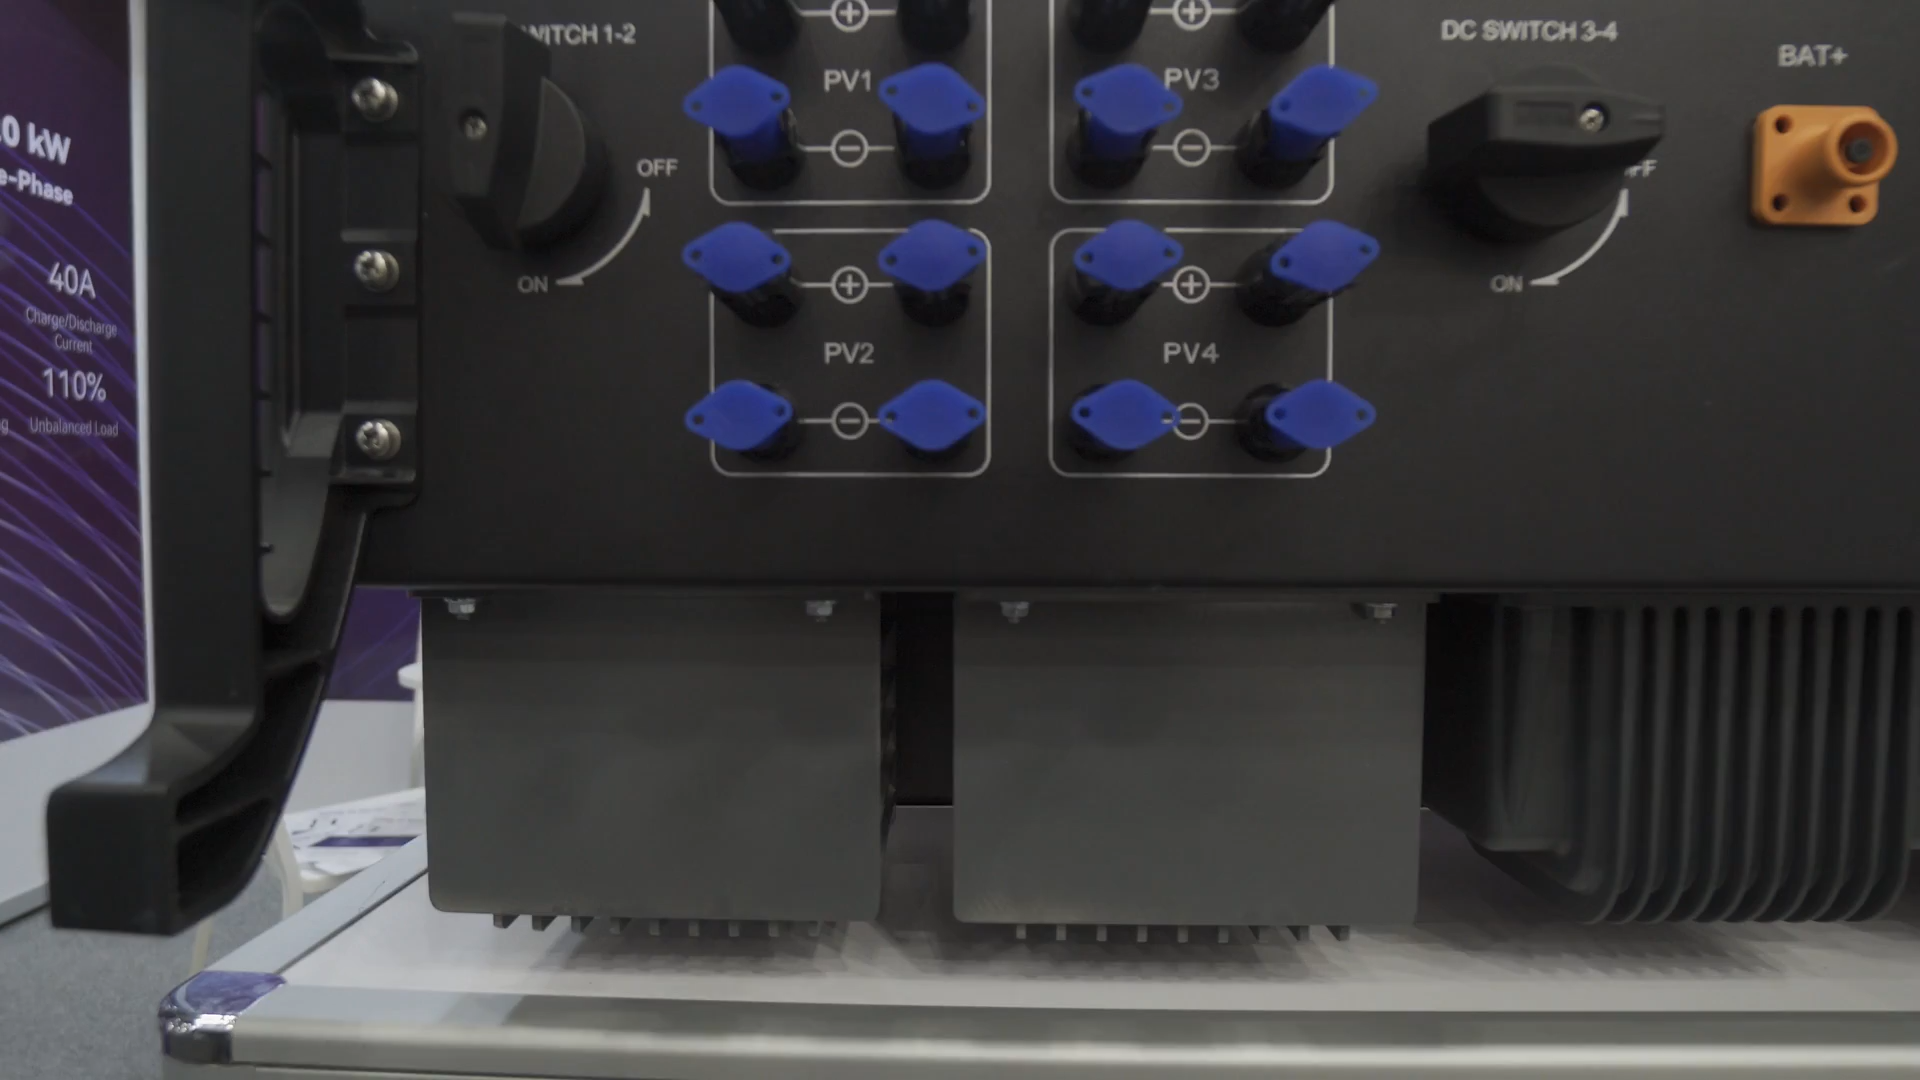 .0 kW
e-Phase
40A
Charge/Discharge
Current
110%
g
Unbalanced Load
WITCH 1-2
OFF
ON
PV1
PV2
PV3
PV4
DC SWITCH 3-4
FF
ON
BAT+